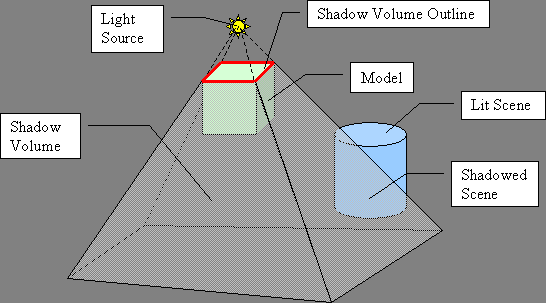 Light
Source
Shadow Volume Outline
Model
Lit Scene
Shadow
Volume
Shadowed
Scene